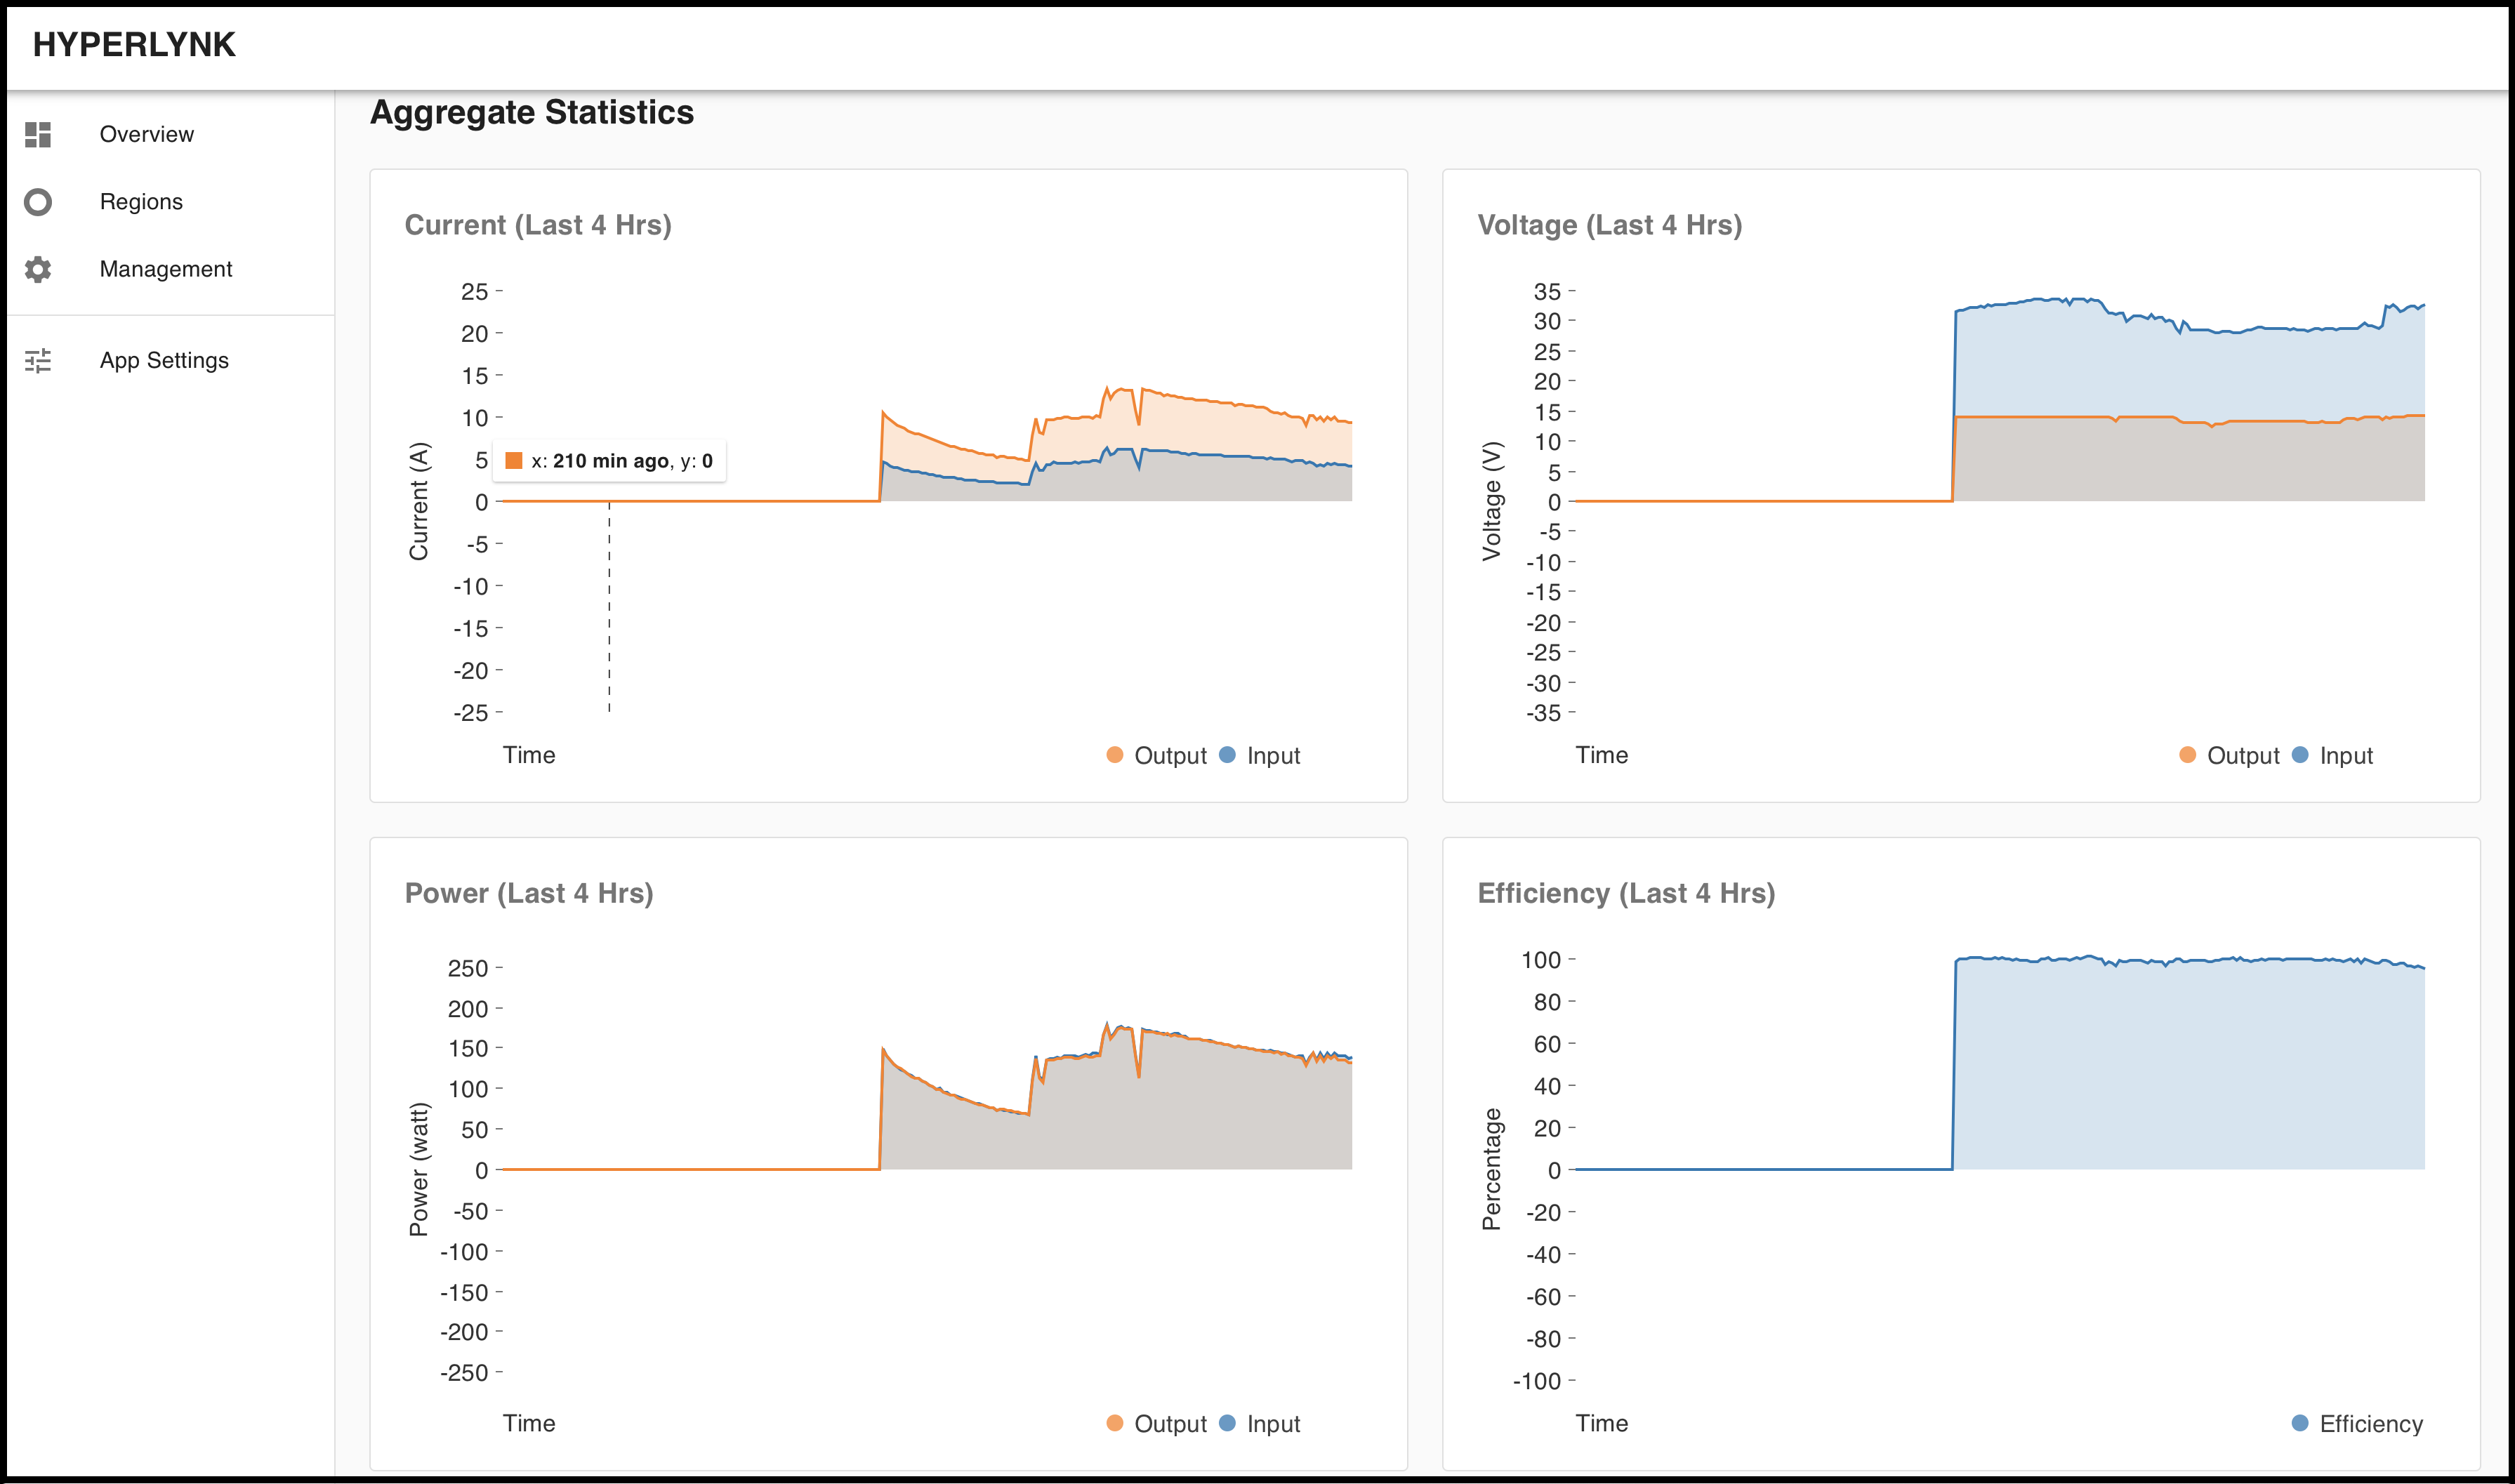 HYPERLYNK
Overview
Regions
Management
App Settings
Aggregate Statistics
Current (Last 4 Hrs)
25
20
15
10
5
0
-5
-10
-15
-20
-25
Current (A)
x: 210 min ago, y: 0
Time
Output Input
Voltage (Last 4 Hrs)
35
30
25
20
15
10
5
0
-5
-10
-15
-20
-25
-30
-35
Voltage (V)
Time
Output Input
Power (Last 4 Hrs)
250
200
150
100
50
0
-50
-100
-150
-200
-250
Power (watt)
Time
Output Input
Efficiency (Last 4 Hrs)
100
80
60
40
20
0
-20
-40
-60
-80
-100
Percentage
Time
Efficiency